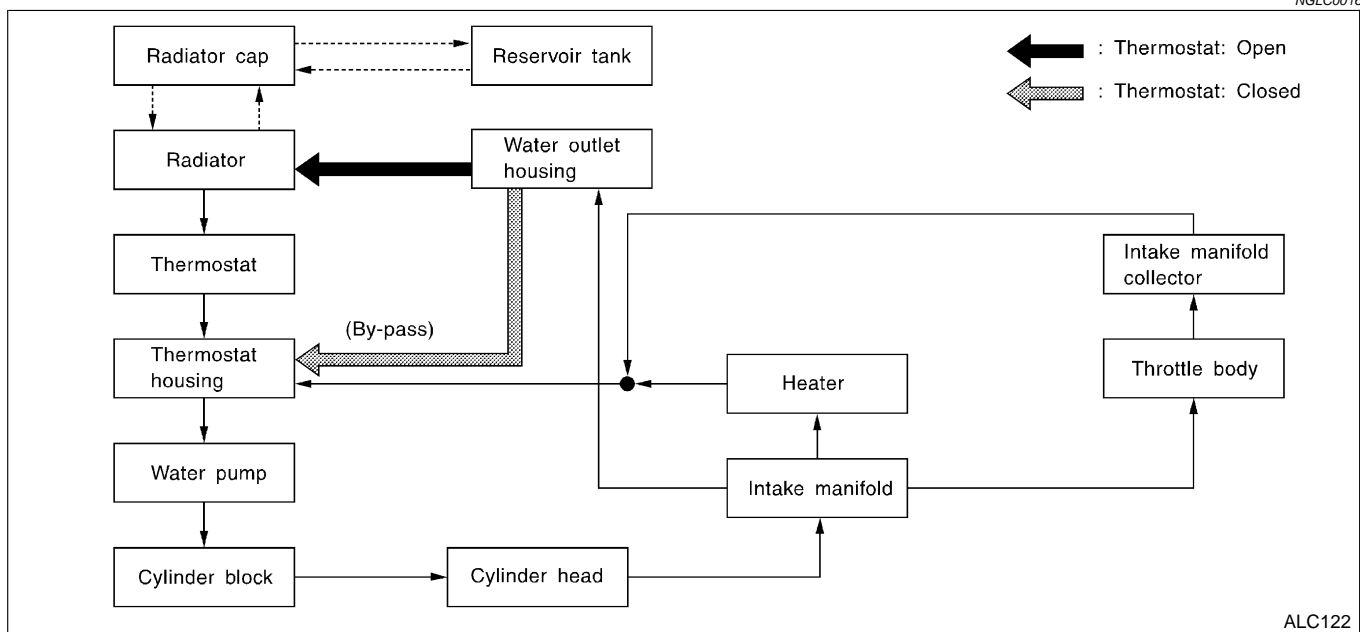 NGLC0016
Radiator cap
Reservoir tank
: Thermostat: Open
: Thermostat: Closed
Radiator
Water outlet
housing
Thermostat
Intake manifold
collector
(By-pass)
Thermostat
housing
Heater
Throttle body
Water pump
Intake manifold
Cylinder block
Cylinder head
ALC122